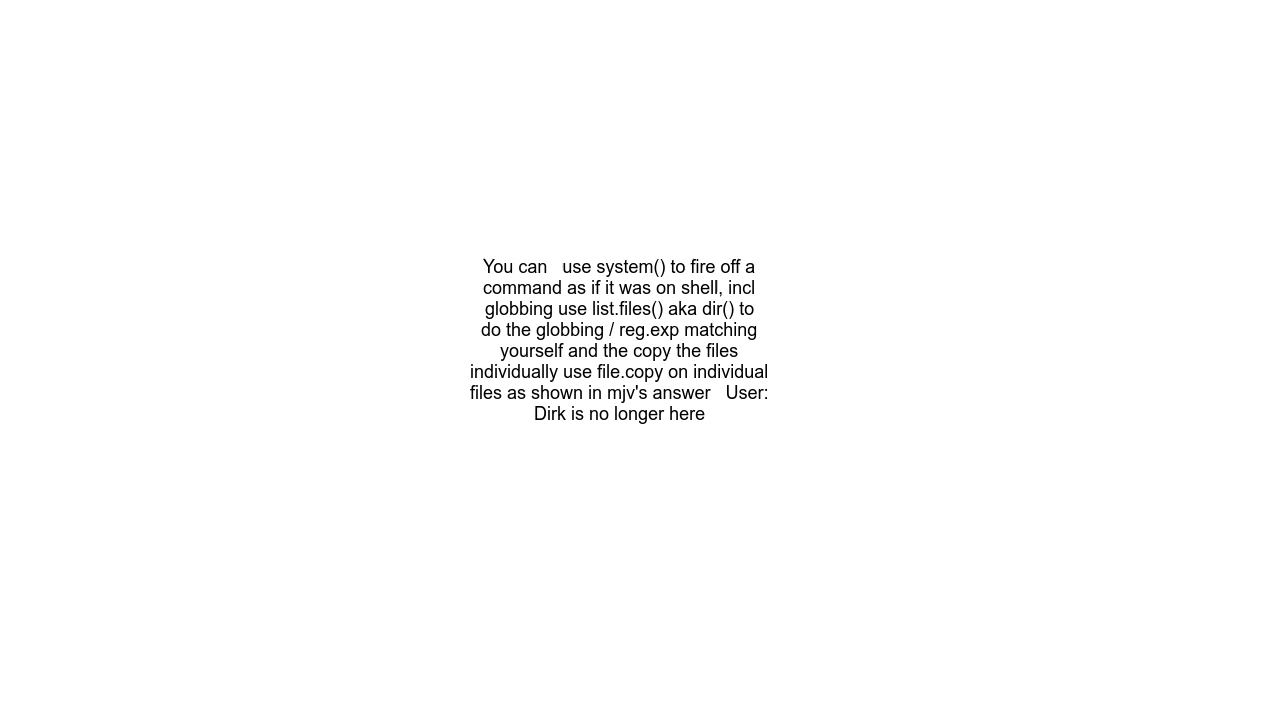 You can   use system() to fire off a
command as if it was on shell, incl
globbing use list.files() aka dir() to
do the globbing / reg.exp matching
yourself and the copy the files
individually use file.copy on individual
files as shown in mjv's answer   User:
Dirk is no longer here